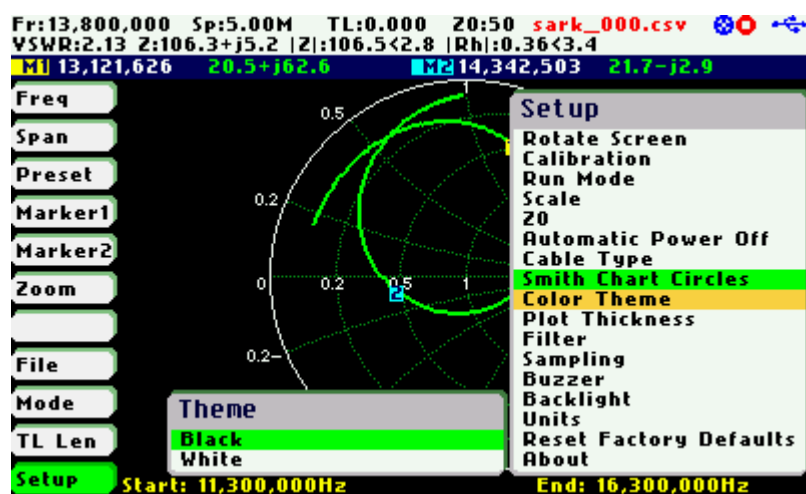 Fr:13,800,000 Sp:5.00M TL:0.000 Z0:50 sark_000.csv
VSWR:2.13 Z:106.3+j5.2 |Z|:106.5<2.8 |Rh|:0.36<3.4
M1 13,121,626 20.5+j62.6 M2 14,342,503 21.7-j2.9
Freq
Span
Preset
Marker1
Marker2
Zoom
File
Mode
TL Len
Setup
1
0.5
0.2
0 0.2 0.5 1
2
0.2-
Setup
Rotate Screen
Calibration
Run Mode
Scale
Z0
Automatic Power Off
Cable Type
Smith Chart Circles
Color Theme
Plot Thickness
Filter
Sampling
Buzzer
Backlight
Units
Reset Factory Defaults
About
Theme
Black
White
Start: 11,300,000Hz End: 16,300,000Hz